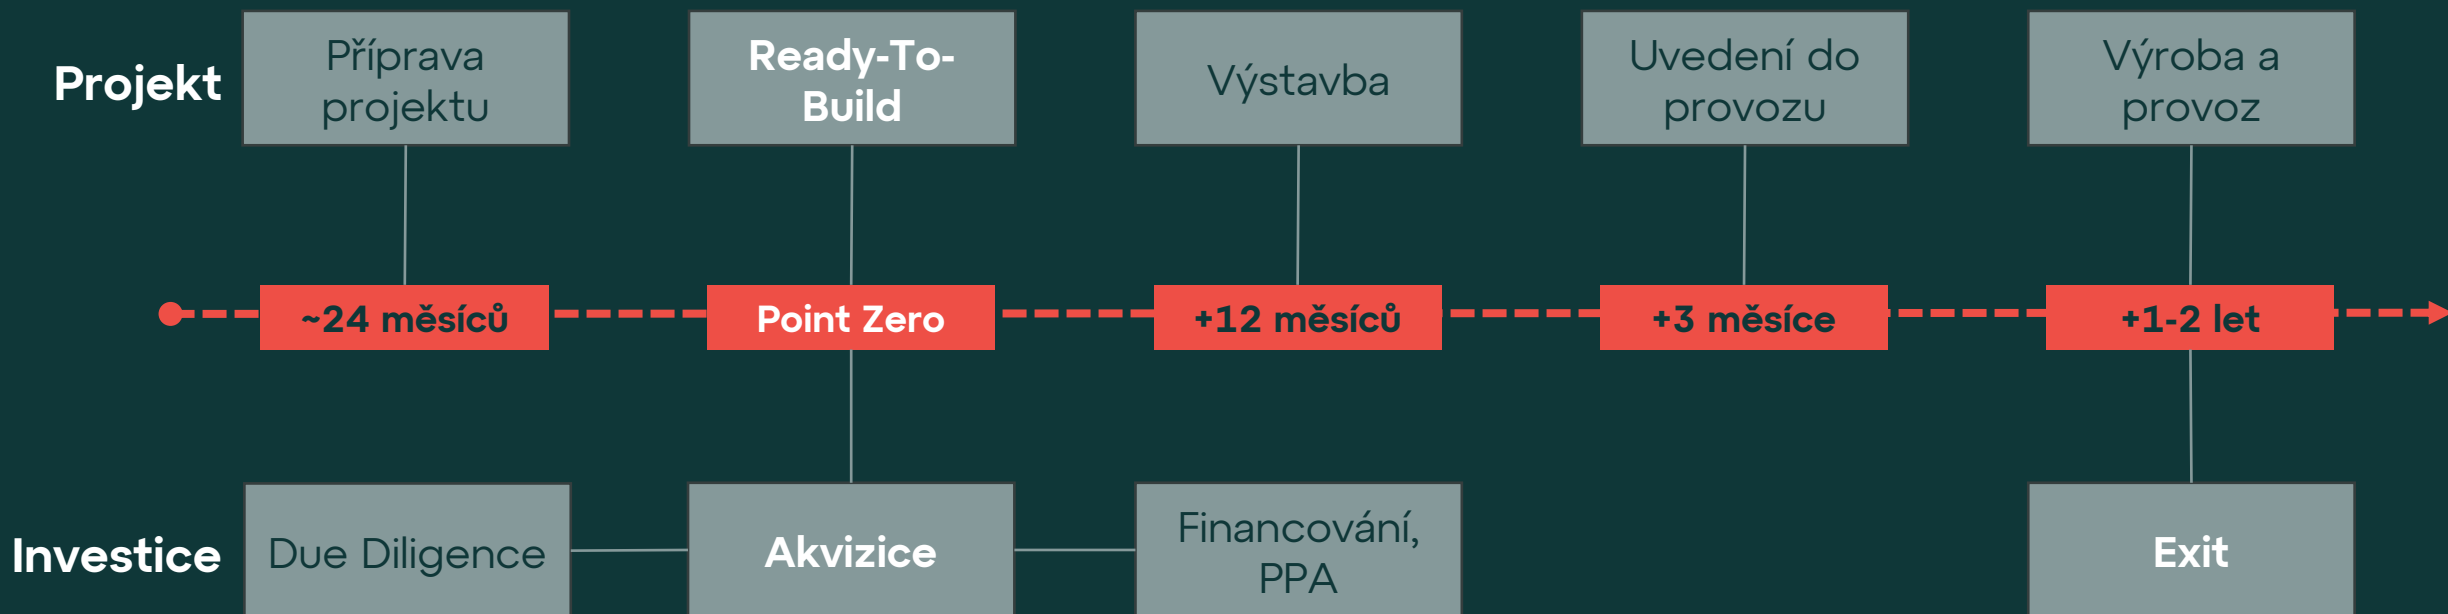 Projekt
Příprava
projektu
Ready-To-
Build
Výstavba
Uvedení do
provozu
Výroba a
provoz
~24 měsíců
Point Zero
+12 měsíců
+3 měsíce
+1-2 let
Investice
Due Diligence
Akvizice
Financování,
PPA
Exit